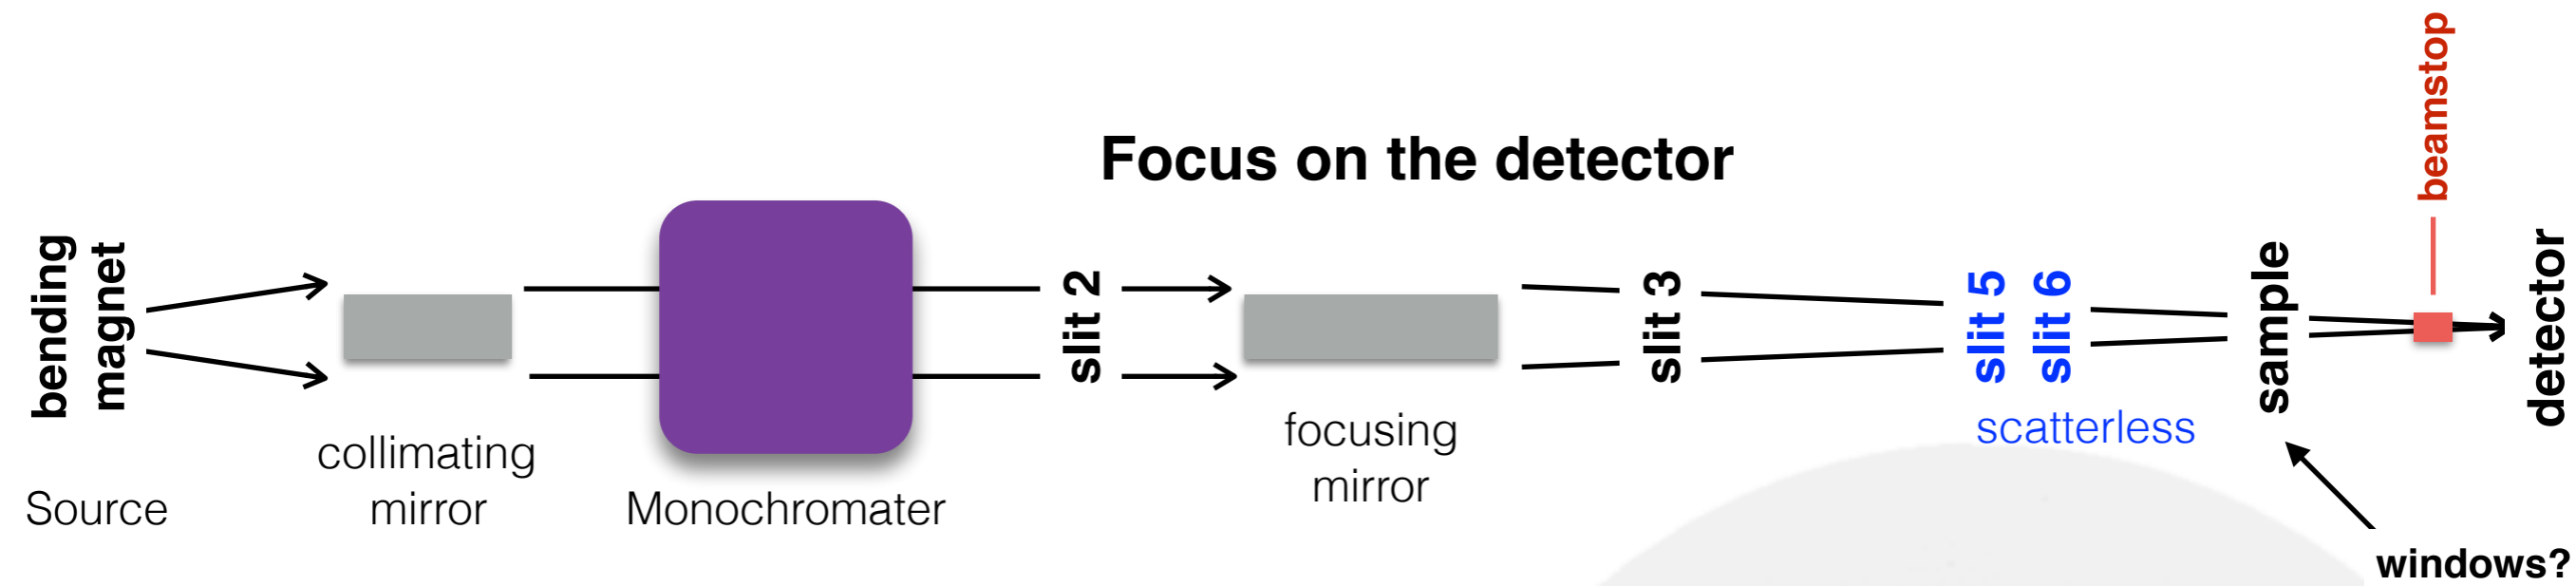 Focus on the detector
bending
magnet
Source
collimating
mirror
Monochromater
slit 2
focusing
mirror
slit 3
slit 5
slit 6
scatterless
sample
windows?
beamstop
detector